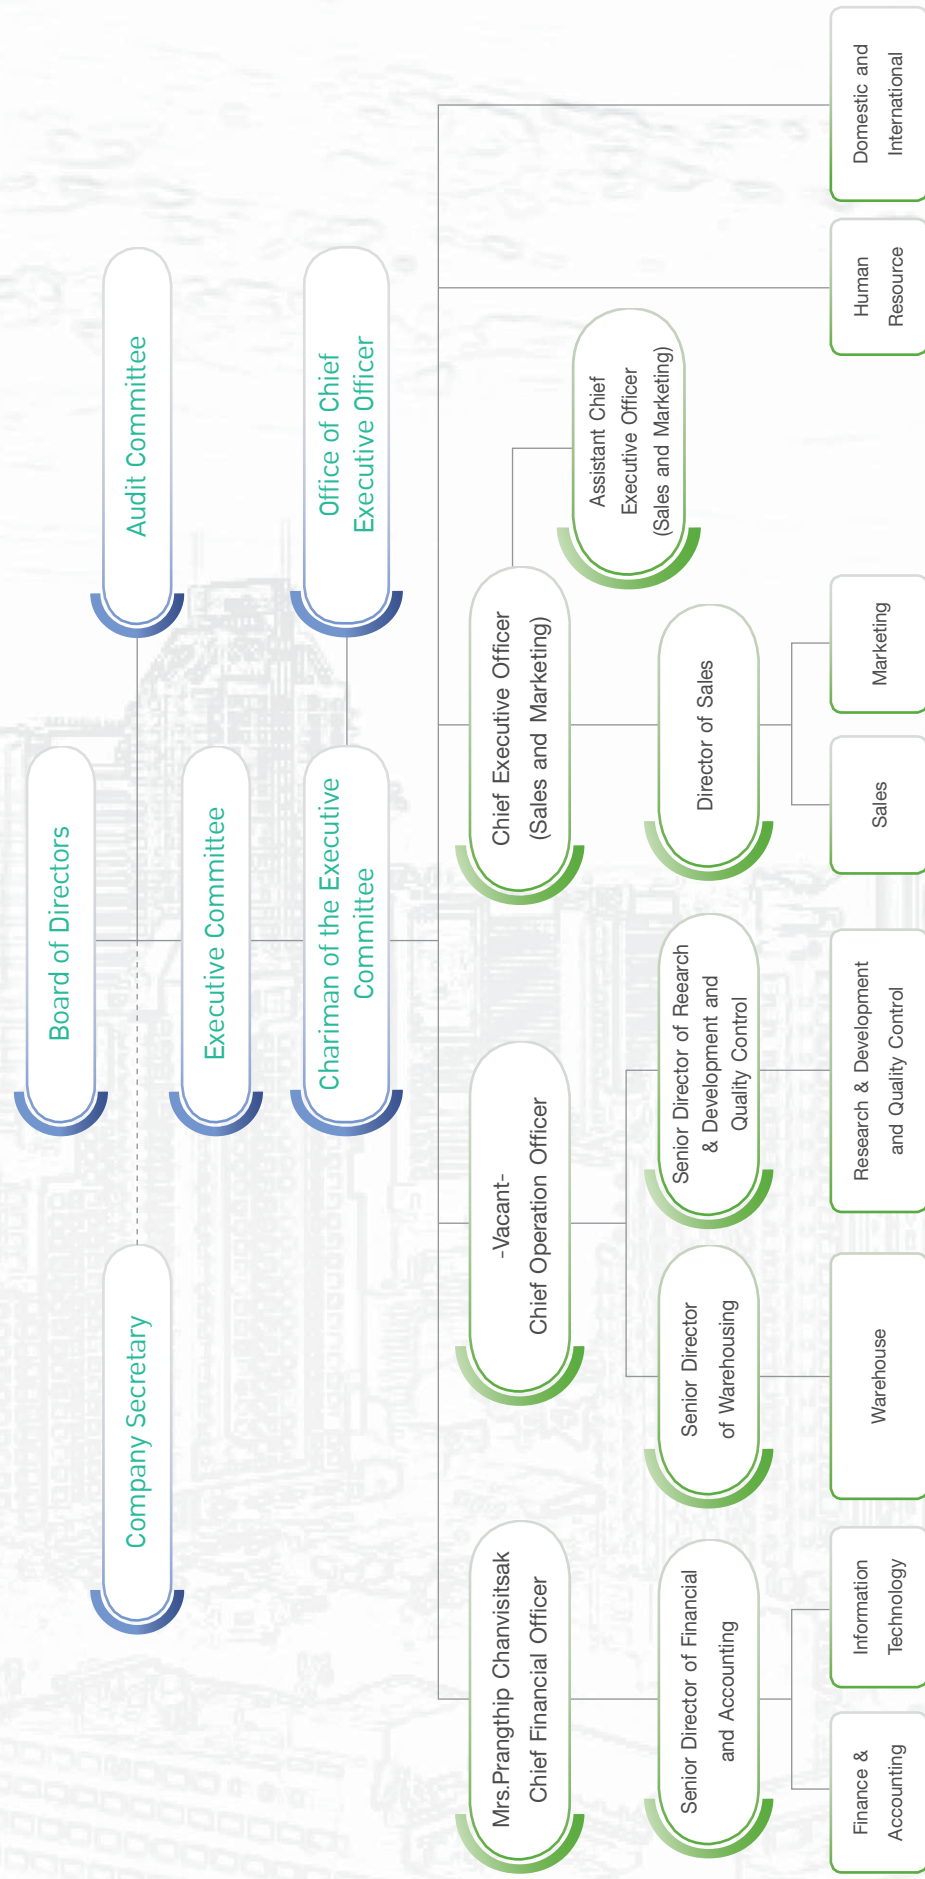 Board of Directors
Company Secretary
Audit Committee
Executive Committee
Chariman of the Executive
Committee
Office of Chief
Executive Officer
Mrs.Prangthip Chanvisitsak
Chief Financial Officer
-Vacant-
Chief Operation Officer
Chief Executive Officer
(Sales and Marketing)
Assistant Chief
Executive Officer
(Sales and Marketing)
Senior Director of Financial
and Accounting
Senior Director
of Warehousing
Senior Director of Reearch
& Development and
Quality Control
Director of Sales
Finance &
Accounting
Information
Technology
Warehouse
Research & Development
and Quality Control
Sales
Marketing
Human
Resource
Domestic and
International